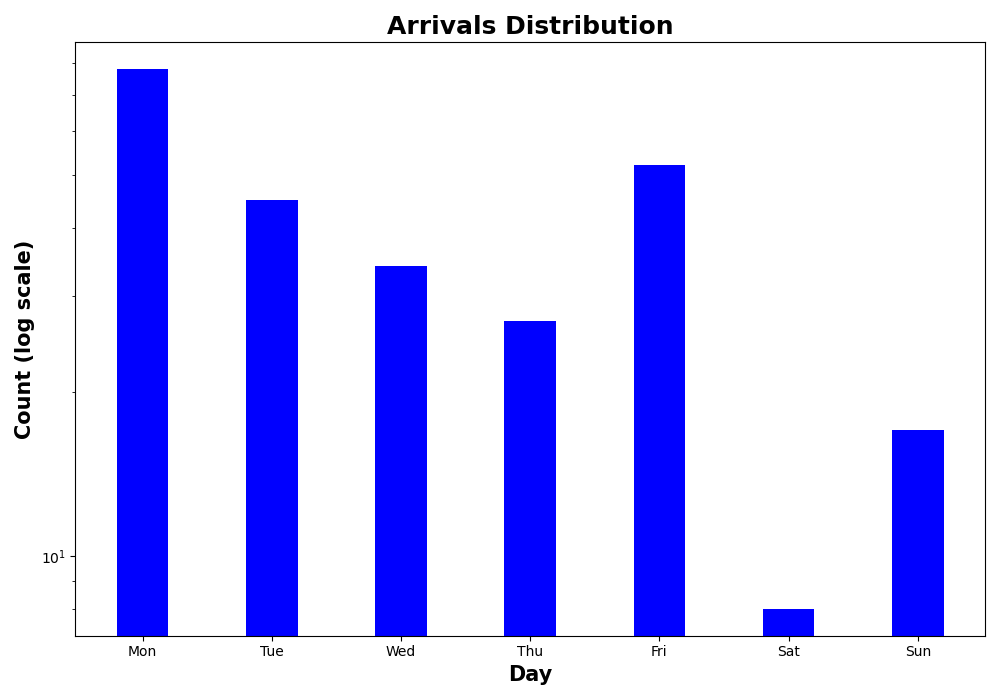 Arrivals Distribution
Count (log scale)
10¹
Mon Tue Wed Thu Fri Sat Sun
Day